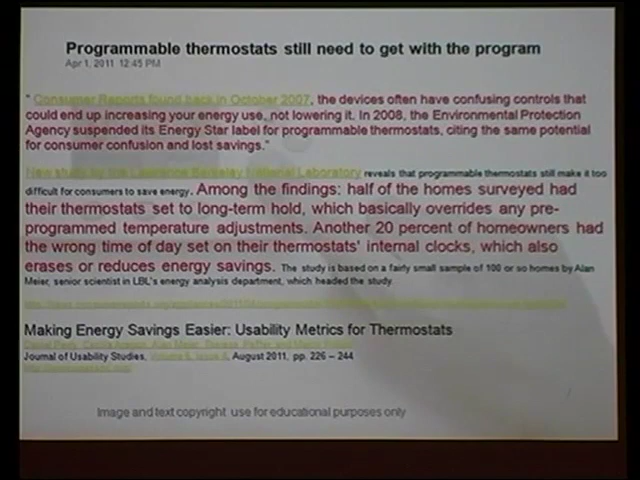 Programmable thermostats still need to get with the program
Apr 1, 2011 12:45 PM
" Consumer Reports found back in October 2007, the devices often have confusing controls that
could end up increasing your energy use, not lowering it. In 2008, the Environmental Protection
Agency suspended its Energy Star label for programmable thermostats, citing the same potential
for consumer confusion and lost savings."
New study by the Lawrence Berkeley National Laboratory reveals that programmable thermostats still make it too
difficult for consumers to save energy. Among the findings: half of the homes surveyed had
their thermostats set to long-term hold, which basically overrides any pre-
programmed temperature adjustments. Another 20 percent of homeowners had
the wrong time of day set on their thermostats' internal clocks, which also
erases or reduces energy savings. The study is based on a fairly small sample of 100 or so homes by Alan
Meier, senior scientist in LBL's energy analysis department, which headed the study.
Making Energy Savings Easier: Usability Metrics for Thermostats
Journal of Usability Studies, Volume 6, Issue 4, August 2011, pp. 226 – 244
Image and text copyright use for educational purposes only